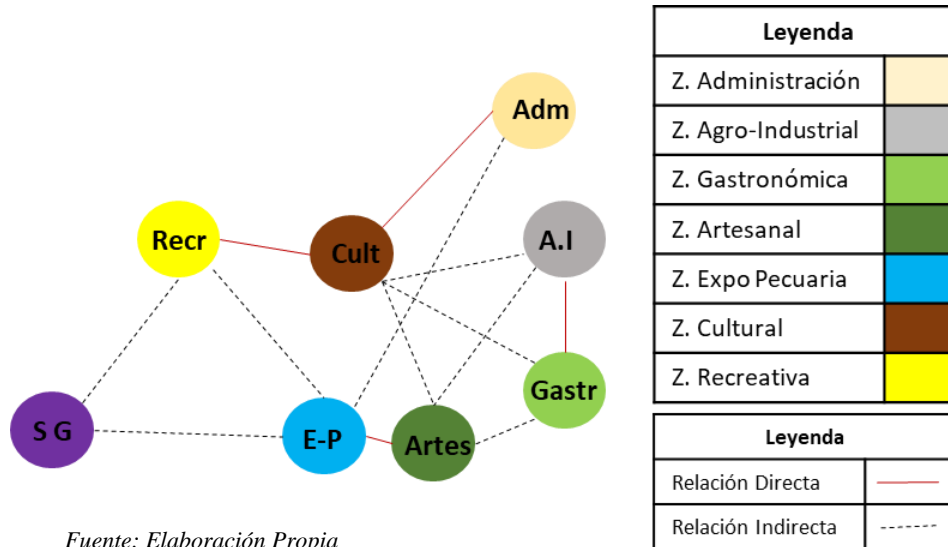 Adm
Recr
Cult
A.I
Gastr
S G
E-P
Artes
Fuente: Elaboración Propia
Leyenda
Z. Administración
Z. Agro-Industrial
Z. Gastronómica
Z. Artesanal
Z. Expo Pecuaria
Z. Cultural
Z. Recreativa
Leyenda
Relación Directa
Relación Indirecta